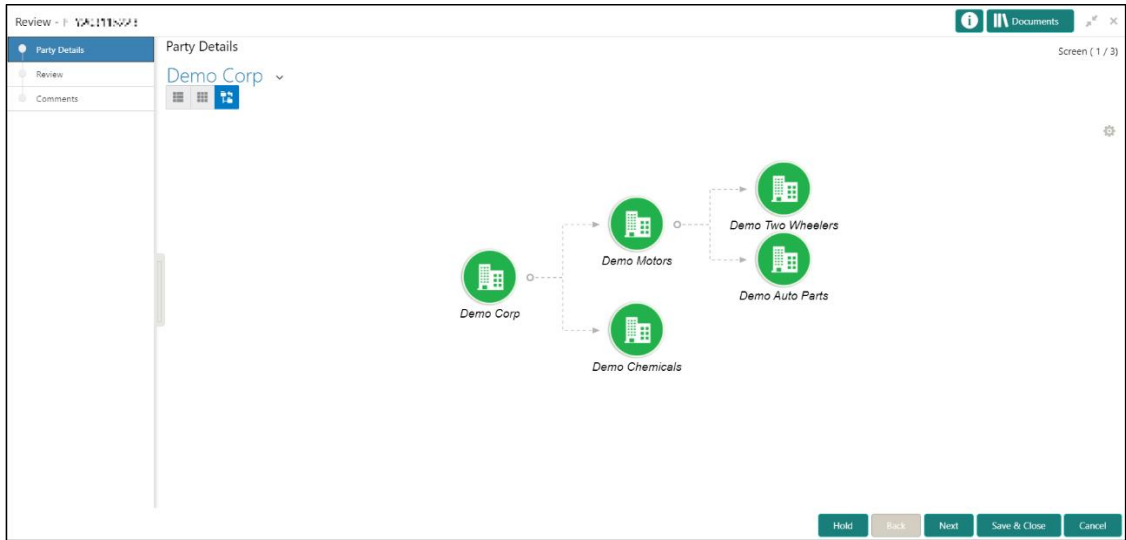 Review -
Documents
Party Details
Review
Comments
Party Details
Screen ( 1 / 3)
Demo Corp
Demo Two Wheelers
Demo Motors
Demo Auto Parts
Demo Corp
Demo Chemicals
Hold
Back
Next
Save & Close
Cancel